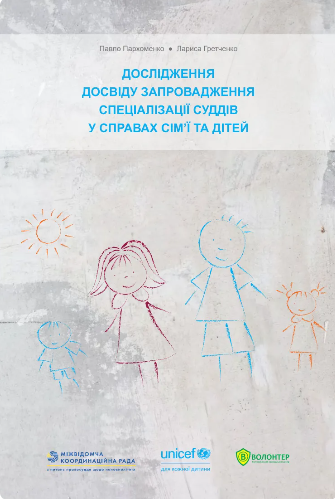 Павло Пархоменко ● Лариса Гретченко
ДОСЛІДЖЕННЯ
ДОСВІДУ ЗАПРОВАДЖЕННЯ
СПЕЦІАЛІЗАЦІЇ СУДДІВ
У СПРАВАХ СІМ'Ї ТА ДІТЕЙ
МІЖВІДОМЧА
КООРДИНАЦІЙНА РАДА
unicef
ДЛЯ КОЖНОЇ ДИТИНИ
ВОЛОНТЕР